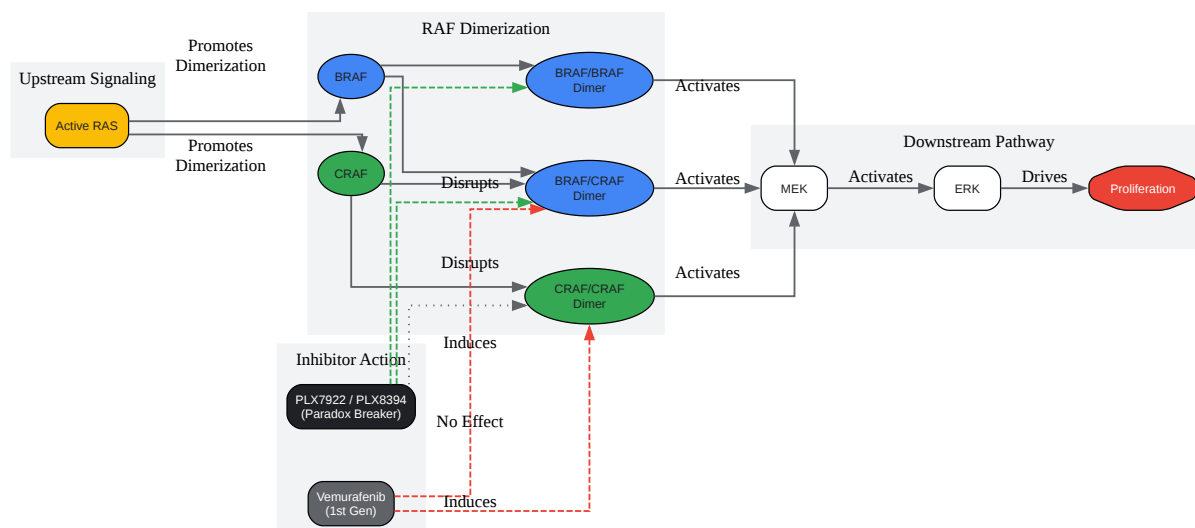 RAF Dimerization
Promotes
Dimerization
Upstream Signaling
BRAF
BRAF/BRAF
Dimer
Activates
Active RAS
Promotes
Dimerization
CRAF
Disrupts
BRAF/CRAF
Dimer
Activates
Downstream Pathway
MEK
Activates
ERK
Drives
Proliferation
Disrupts
CRAF/CRAF
Dimer
Activates
Induces
Inhibitor Action
PLX7922 / PLX8394
(Paradox Breaker)
No Effect
Vemurafenib
(1st Gen)
Induces